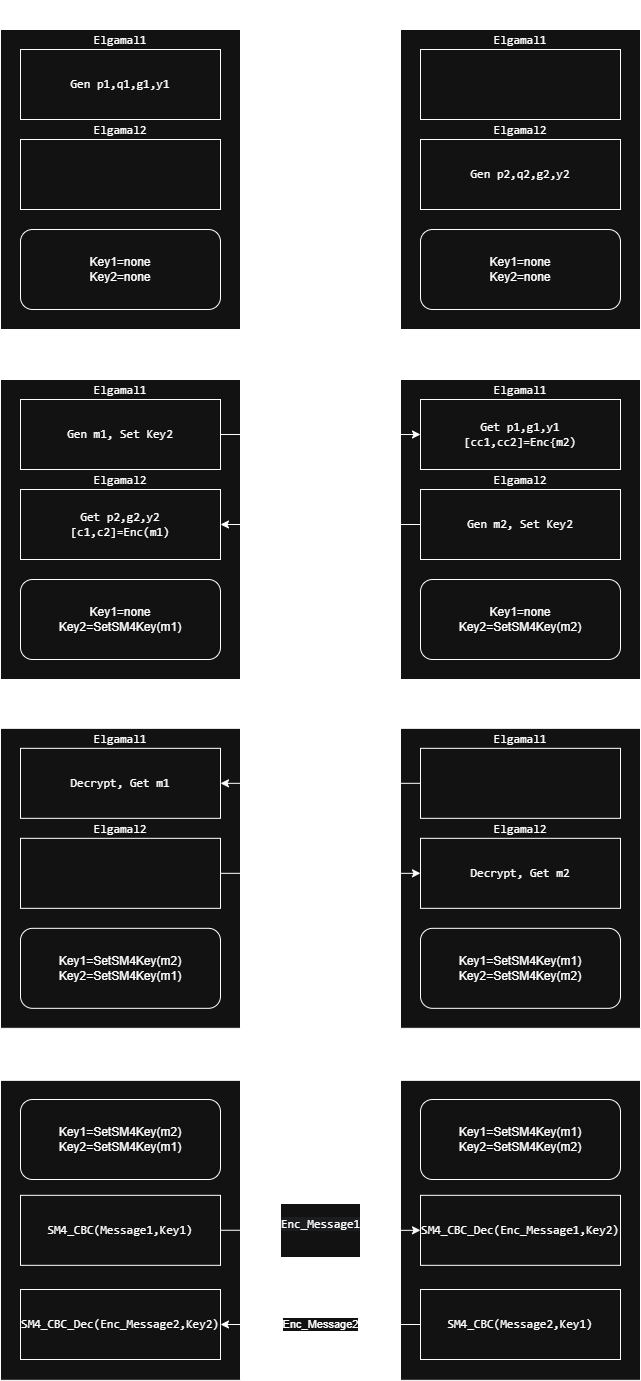 Elgamal1
Gen p1,q1,g1,y1
Elgamal2
Key1=none
Key2=none
Elgamal1
Elgamal2
Gen p2,q2,g2,y2
Key1=none
Key2=none
Elgamal1
Gen m1, Set Key2
Elgamal2
Get p2,g2,y2
[c1,c2]=Enc(m1)
Key1=none
Key2=SetSM4Key(m1)
Elgamal1
Get p1,g1,y1
[cc1,cc2]=Enc{m2)
Elgamal2
Gen m2, Set Key2
Key1=none
Key2=SetSM4Key(m2)
Elgamal1
Decrypt, Get m1
Elgamal2
Key1=SetSM4Key(m2)
Key2=SetSM4Key(m1)
Elgamal1
Elgamal2
Decrypt, Get m2
Key1=SetSM4Key(m1)
Key2=SetSM4Key(m2)
Key1=SetSM4Key(m2)
Key2=SetSM4Key(m1)
Key1=SetSM4Key(m1)
Key2=SetSM4Key(m2)
SM4_CBC(Message1,Key1)
Enc_Message1
SM4_CBC_Dec(Enc_Message1,Key2)
SM4_CBC_Dec(Enc_Message2,Key2)
Enc_Message2
SM4_CBC(Message2,Key1)